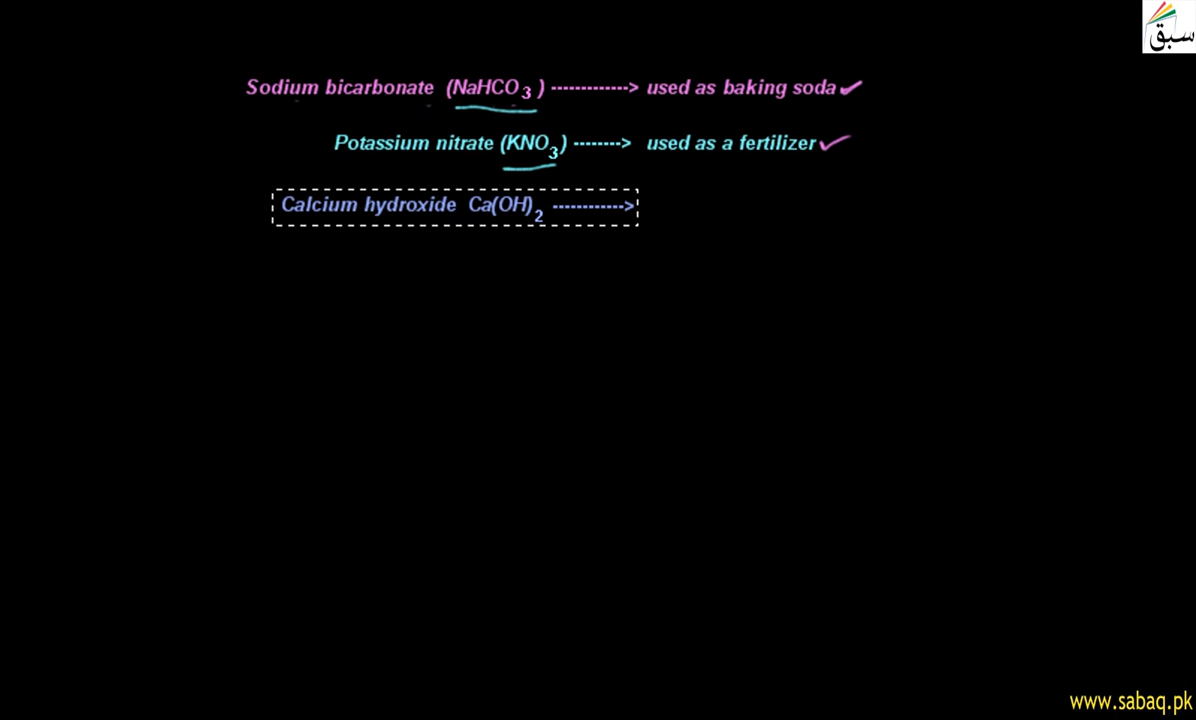 سبق
Sodium bicarbonate (NaHCO3 ) -------------> used as baking soda ✓
Potassium nitrate (KNO3) --------> used as a fertilizer ✓
Calcium hydroxide Ca(OH)2 ------------>
www.sabaq.pk